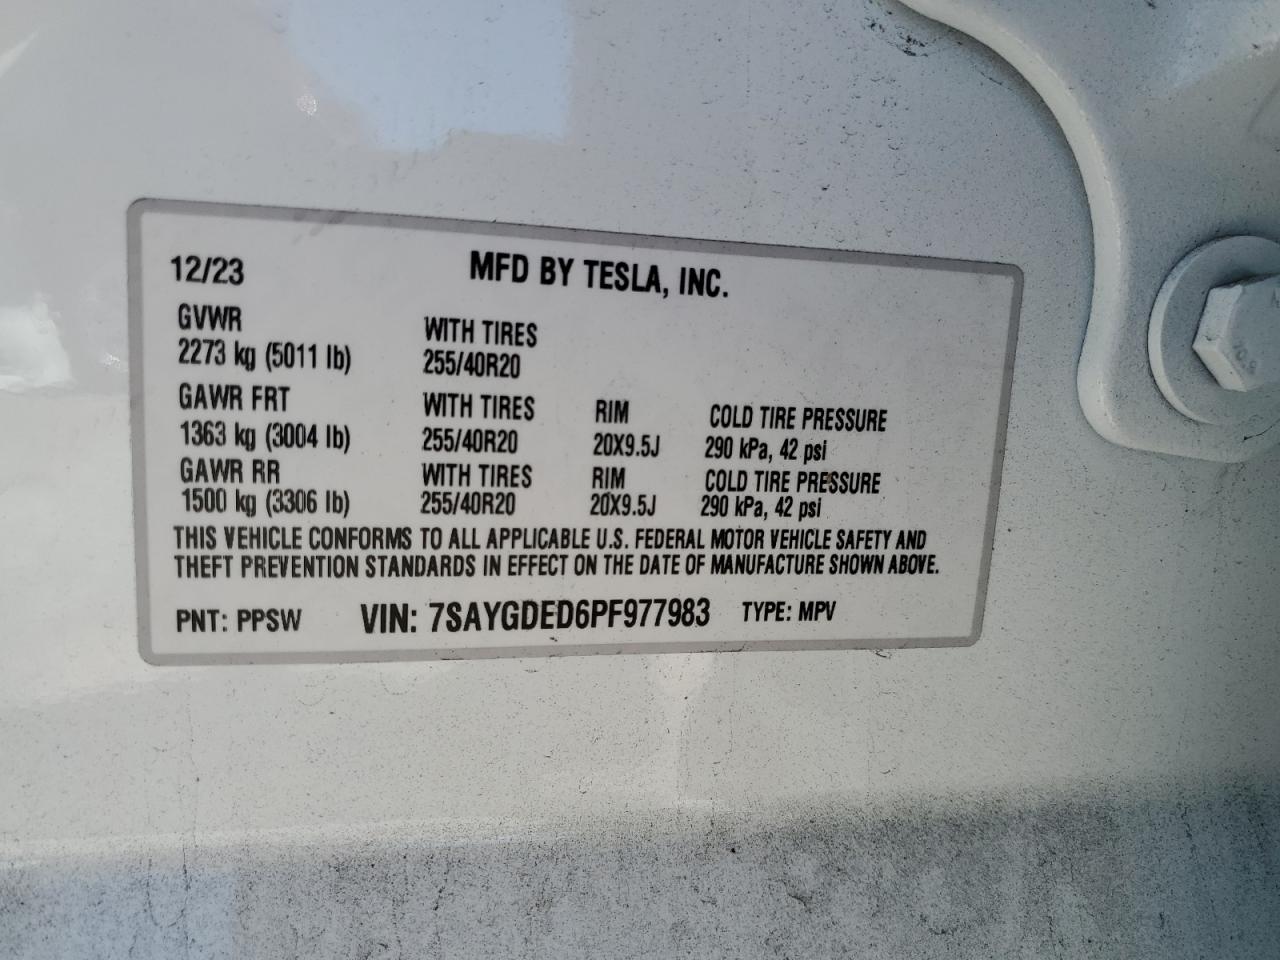 12/23 MFD BY TESLA, INC.
GVWR WITH TIRES
2273 kg (5011 lb) 255/40R20
GAWR FRT WITH TIRES RIM COLD TIRE PRESSURE
1363 kg (3004 lb) 255/40R20 20X9.5J 290 kPa, 42 psi
GAWR RR WITH TIRES RIM COLD TIRE PRESSURE
1500 kg (3306 lb) 255/40R20 20X9.5J 290 kPa, 42 psi
THIS VEHICLE CONFORMS TO ALL APPLICABLE U.S. FEDERAL MOTOR VEHICLE SAFETY AND
THEFT PREVENTION STANDARDS IN EFFECT ON THE DATE OF MANUFACTURE SHOWN ABOVE.
PNT: PPSW VIN: 7SAYGDED6PF977983 TYPE: MPV
10.9